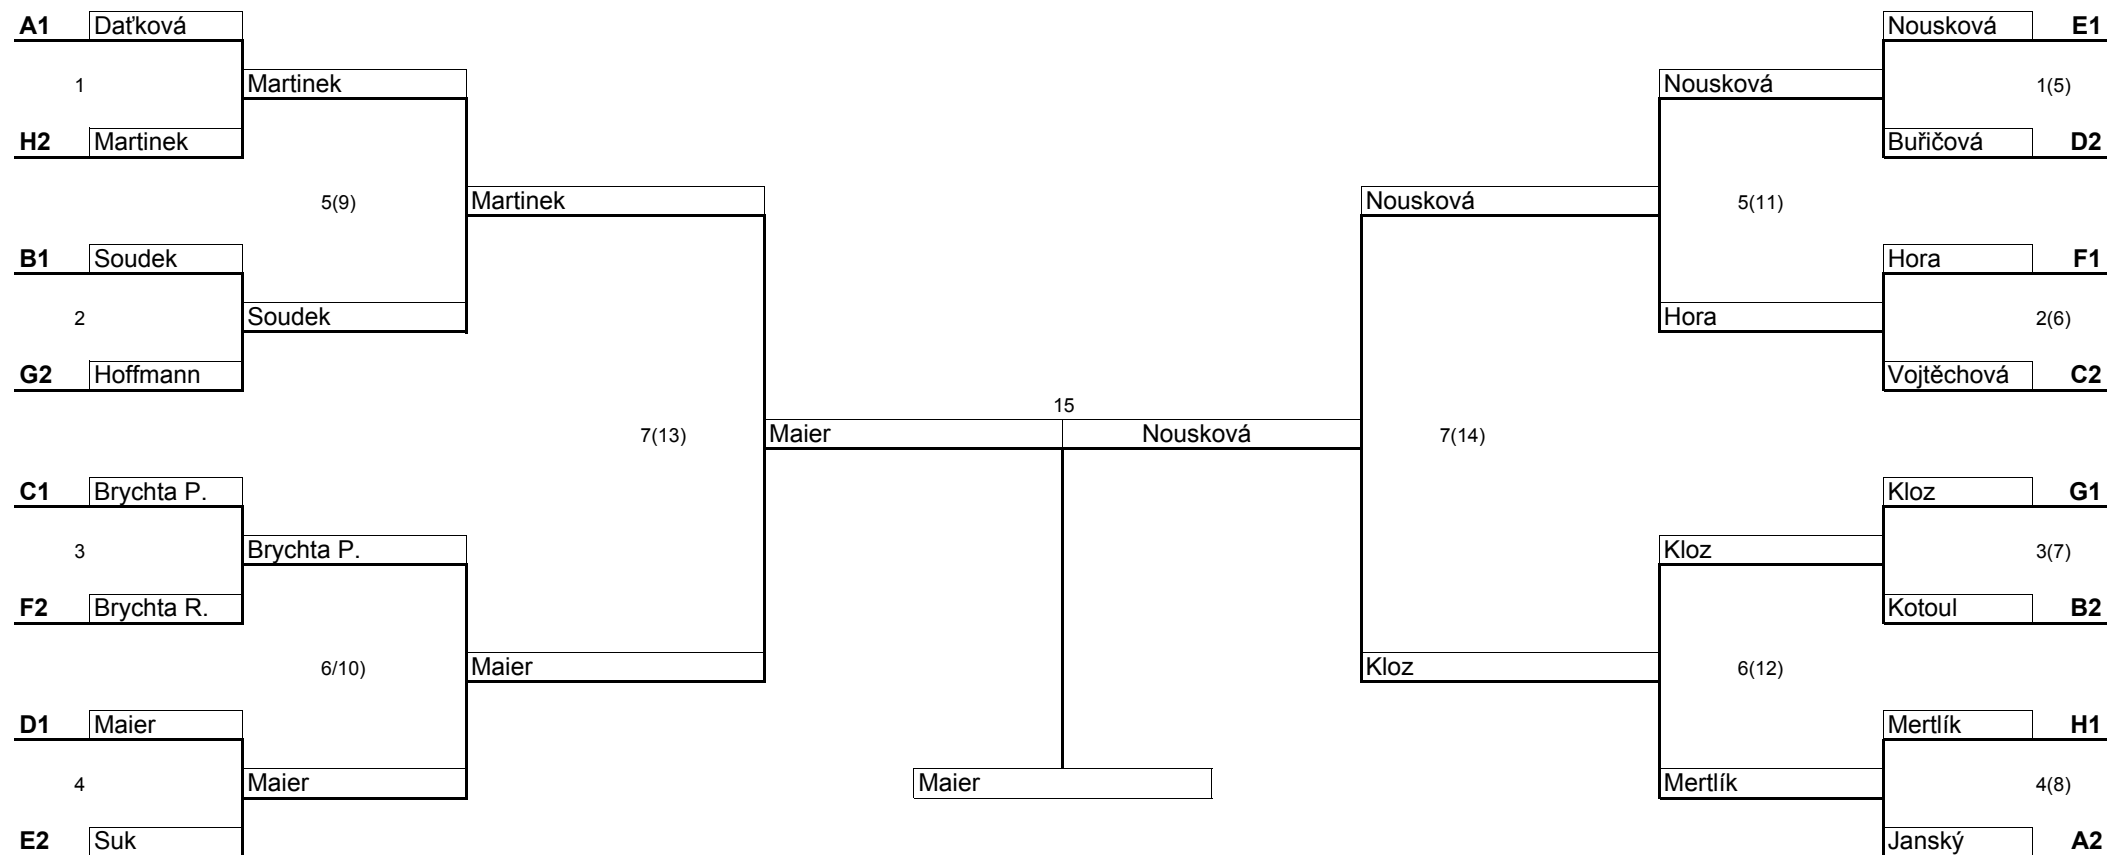 A1 Daťková Nousková E1
1 Martinek Nousková 1(5)
H2 Martinek Buřičová D2
5(9) Martinek Nousková 5(11)
B1 Soudek Hora F1
2 Soudek Hora 2(6)
G2 Hoffmann Vojtěchová C2
15
7(13) Maier Nousková 7(14)
C1 Brychta P. Kloz G1
3 Brychta P. Kloz 3(7)
F2 Brychta R. Kotoul B2
6/10) Maier Kloz 6(12)
D1 Maier Mertlík H1
4 Maier Maier Mertlík 4(8)
E2 Suk Janský A2